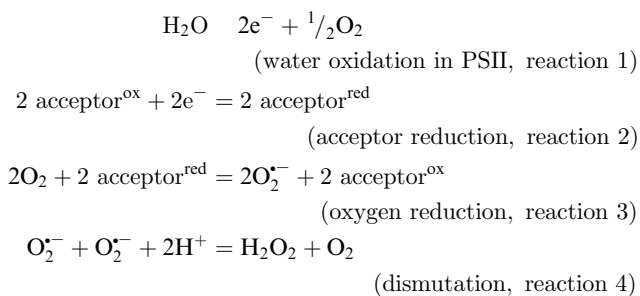 H₂O 2e⁻ + ¹/₂O₂
(water oxidation in PSII, reaction 1)
2 acceptorᵒˣ + 2e⁻ = 2 acceptorʳᵉᵈ
(acceptor reduction, reaction 2)
2O₂ + 2 acceptorʳᵉᵈ = 2O₂•⁻ + 2 acceptorᵒˣ
(oxygen reduction, reaction 3)
O₂•⁻ + O₂•⁻ + 2H⁺ = H₂O₂ + O₂
(dismutation, reaction 4)